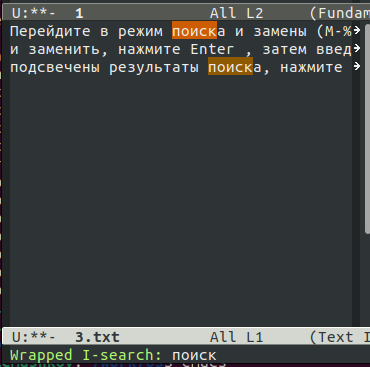 U:**-  1  All L2  (Fundam
Перейдите в режим поиска и замены (M-%
и заменить, нажмите Enter , затем введ
подсвечены результаты поиска, нажмите
U:**-  3.txt  All L1  (Text I
Wrapped I-search: поиск